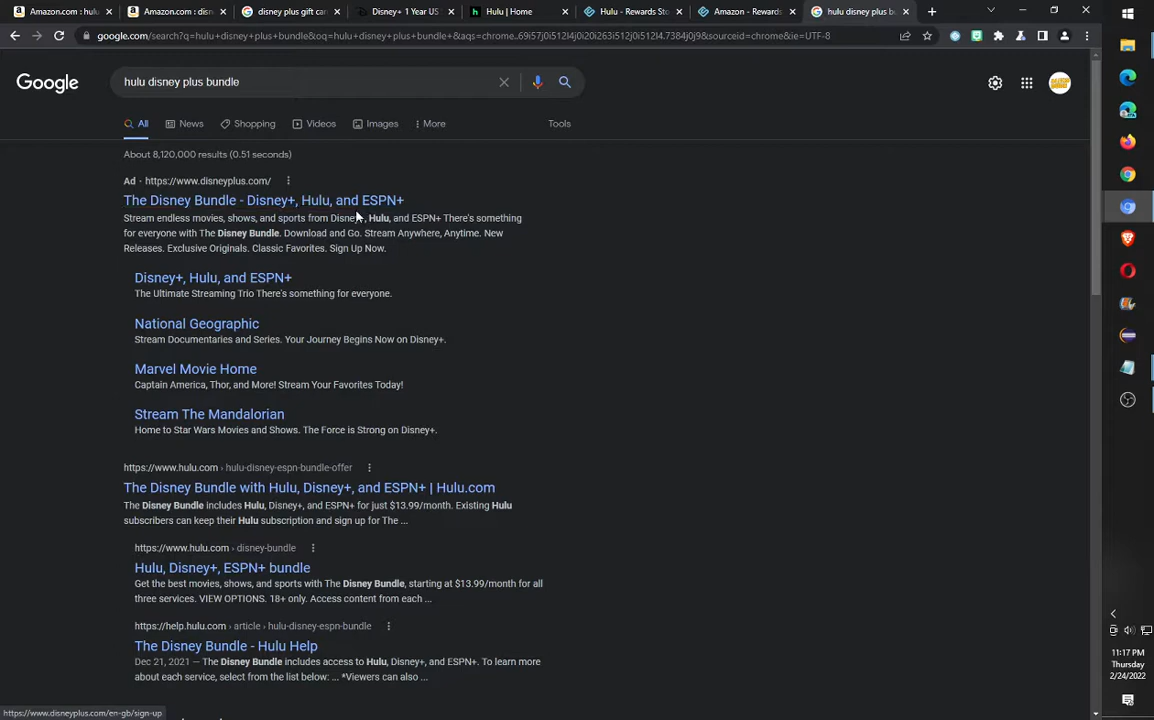 Amazon.com : hulu
Amazon.com : disn
disney plus gift car
Disney+ 1 Year US
Hulu | Home
Hulu - Rewards Sto
Amazon - Rewards
hulu disney plus b
google.com/search?q=hulu+disney+plus+bundle&oq=hulu+disney+plus+bundle+&aqs=chrome..69i57j0i512l4j0i20i263i512j0i512l4.7384j0j9&sourceid=chrome&ie=UTF-8
Google
hulu disney plus bundle
All
News
Shopping
Videos
Images
More
Tools
About 8,120,000 results (0.51 seconds)
Ad - https://www.disneyplus.com/
The Disney Bundle - Disney+, Hulu, and ESPN+
Stream endless movies, shows, and sports from Disney+, Hulu, and ESPN+ There's something
for everyone with The Disney Bundle. Download and Go. Stream Anywhere, Anytime. New
Releases. Exclusive Originals. Classic Favorites. Sign Up Now.
Disney+, Hulu, and ESPN+
The Ultimate Streaming Trio There's something for everyone.
National Geographic
Stream Documentaries and Series. Your Journey Begins Now on Disney+.
Marvel Movie Home
Captain America, Thor, and More! Stream Your Favorites Today!
Stream The Mandalorian
Home to Star Wars Movies and Shows. The Force is Strong on Disney+.
https://www.hulu.com › hulu-disney-espn-bundle-offer
The Disney Bundle with Hulu, Disney+, and ESPN+ | Hulu.com
The Disney Bundle includes Hulu, Disney+, and ESPN+ for just $13.99/month. Existing Hulu
subscribers can keep their Hulu subscription and sign up for The ...
https://www.hulu.com › disney-bundle
Hulu, Disney+, ESPN+ bundle
Get the best movies, shows, and sports with The Disney Bundle, starting at $13.99/month for all
three services. VIEW OPTIONS. 18+ only. Access content from each ...
https://help.hulu.com › article › hulu-disney-espn-bundle
The Disney Bundle - Hulu Help
Dec 21, 2021 — The Disney Bundle includes access to Hulu, Disney+, and ESPN+. To learn more
about each service, select from the list below: ... *Viewers can also ...
https://www.disneyplus.com/en-gb/sign-up
11:17 PM
Thursday
2/24/2022